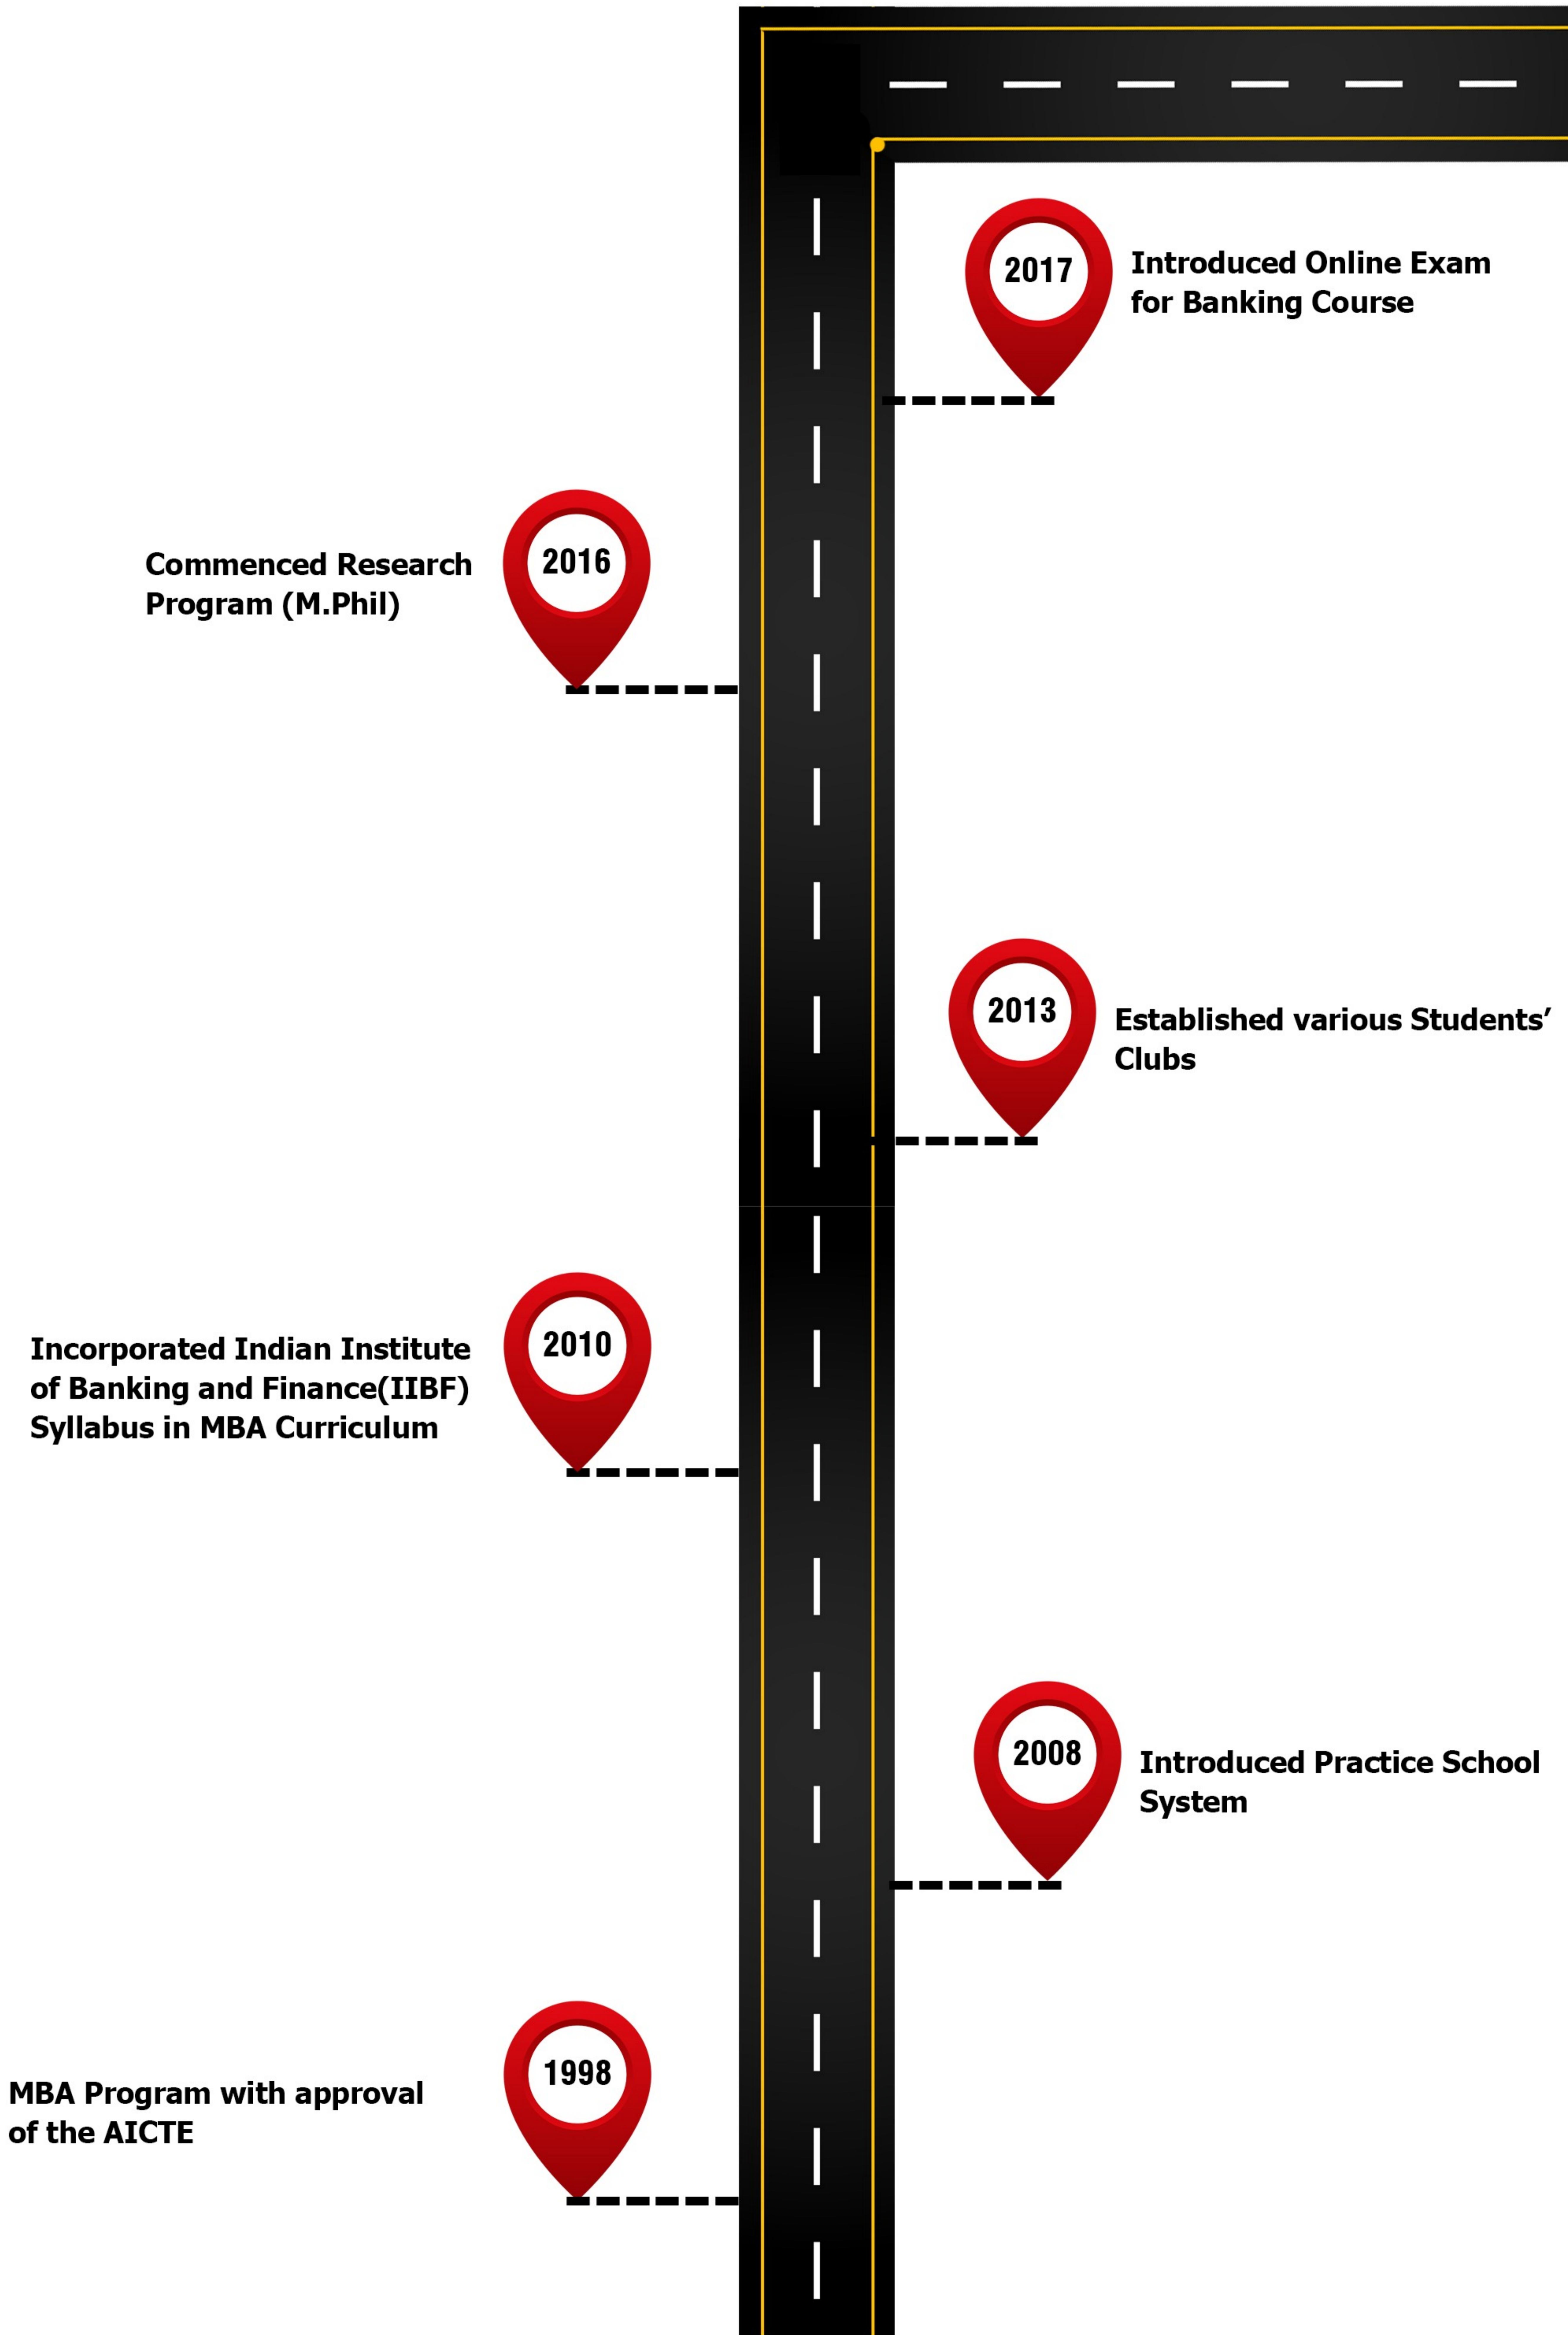 2017
Introduced Online Exam
for Banking Course
2016
Commenced Research
Program (M.Phil)
2013
Established various Students’
Clubs
2010
Incorporated Indian Institute
of Banking and Finance(IIBF)
Syllabus in MBA Curriculum
2008
Introduced Practice School
System
1998
MBA Program with approval
of the AICTE